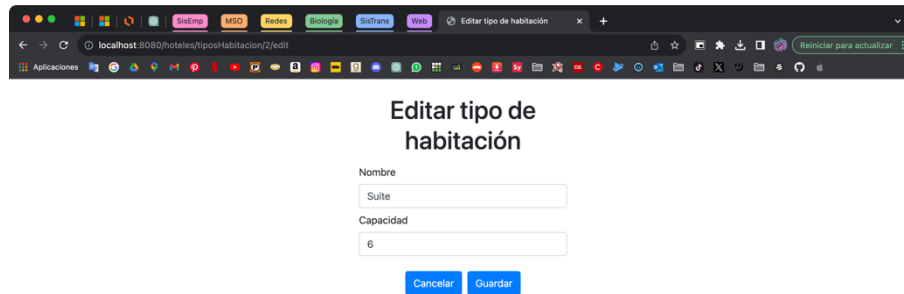 SisEmp MSO Redes Biología SisTrans Web Editar tipo de habitación
localhost:8080/hoteles/tiposHabitacion/2/edit Reiniciar para actualizar
Aplicaciones
Editar tipo de
habitación
Nombre
Suite
Capacidad
6
Cancelar Guardar